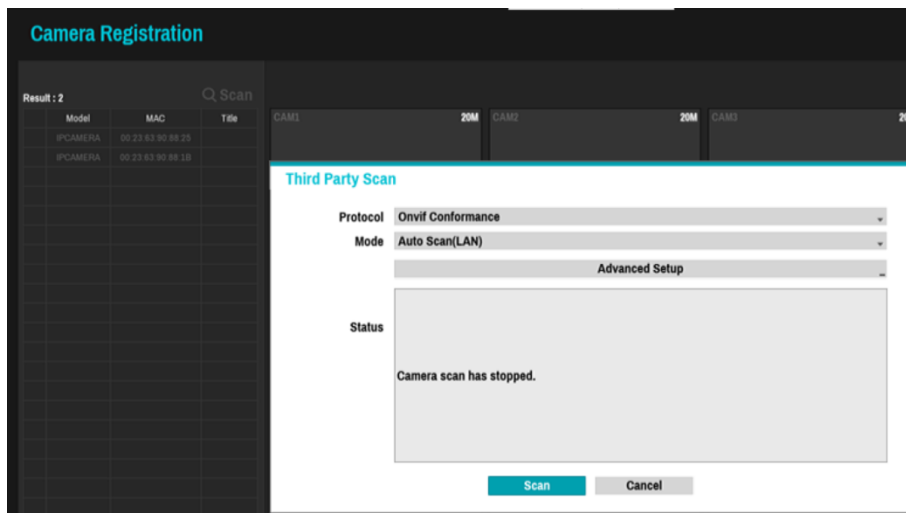 Camera Registration
Result : 2
Scan
Model MAC Title
IPCAMERA 00:23:63:90:88:25
IPCAMERA 00:23:63:90:88:1B
CAM1 20M CAM2 20M CAM3
Third Party Scan
Protocol Onvif Conformance
Mode Auto Scan(LAN)
Advanced Setup
Status
Camera scan has stopped.
Scan Cancel